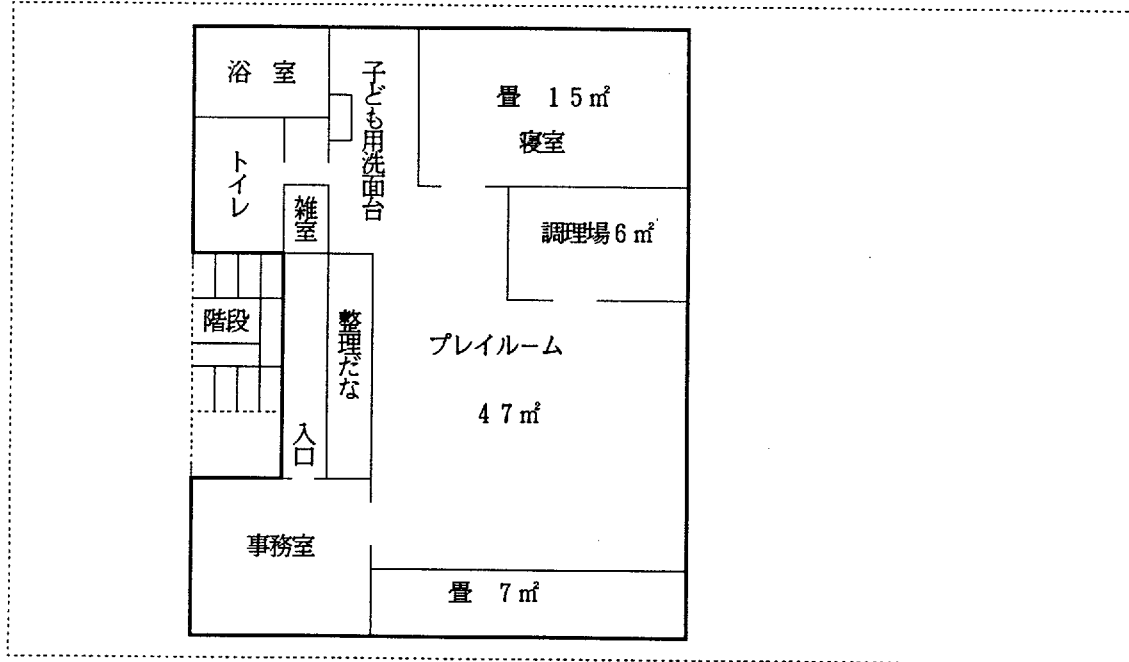 浴 室
子ども用洗面台
畳 15㎡
寝室
トイレ
雑室
調理場6㎡
階段
整理だな
プレイルーム
47㎡
入口
事務室
畳 7㎡